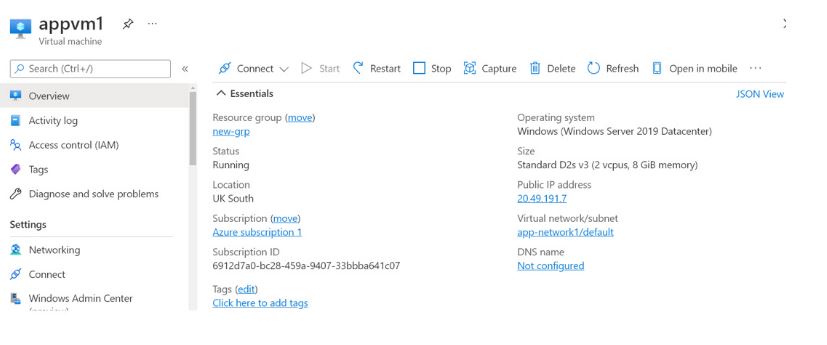 appvm1
Virtual machine
Search (Ctrl+/)
«
Overview
Activity log
Access control (IAM)
Tags
Diagnose and solve problems
Settings
Networking
Connect
Windows Admin Center
(preview)
Connect Start Restart Stop Capture Delete Refresh Open in mobile ...
Essentials JSON View
Resource group (move)
new-grp
Status
Running
Location
UK South
Subscription (move)
Azure subscription 1
Subscription ID
6912d7a0-bc28-459a-9407-33bbba641c07
Tags (edit)
Click here to add tags
Operating system
Windows (Windows Server 2019 Datacenter)
Size
Standard D2s v3 (2 vcpus, 8 GiB memory)
Public IP address
20.49.191.7
Virtual network/subnet
app-network1/default
DNS name
Not configured